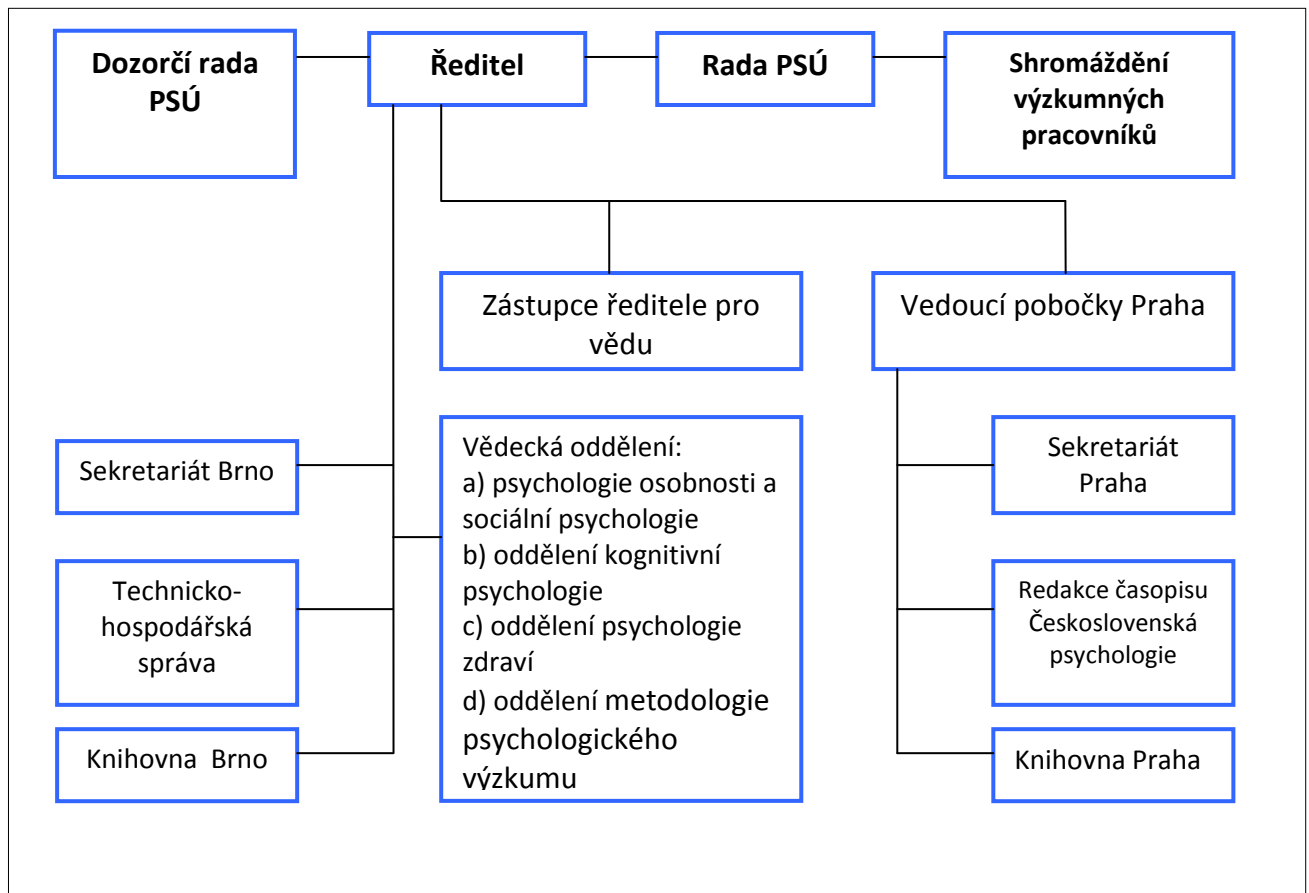 Dozorčí rada
PSÚ
Ředitel
Rada PSÚ
Shromáždění
výzkumných
pracovníků
Zástupce ředitele pro
vědu
Vedoucí pobočky Praha
Sekretariát Brno
Technicko-
hospodářská
správa
Knihovna  Brno
Vědecká oddělení:
a) psychologie osobnosti a
sociální psychologie
b) oddělení kognitivní
psychologie
c) oddělení psychologie
zdraví
d) oddělení metodologie
psychologického
výzkumu
Sekretariát
Praha
Redakce časopisu
Československá
psychologie
Knihovna Praha